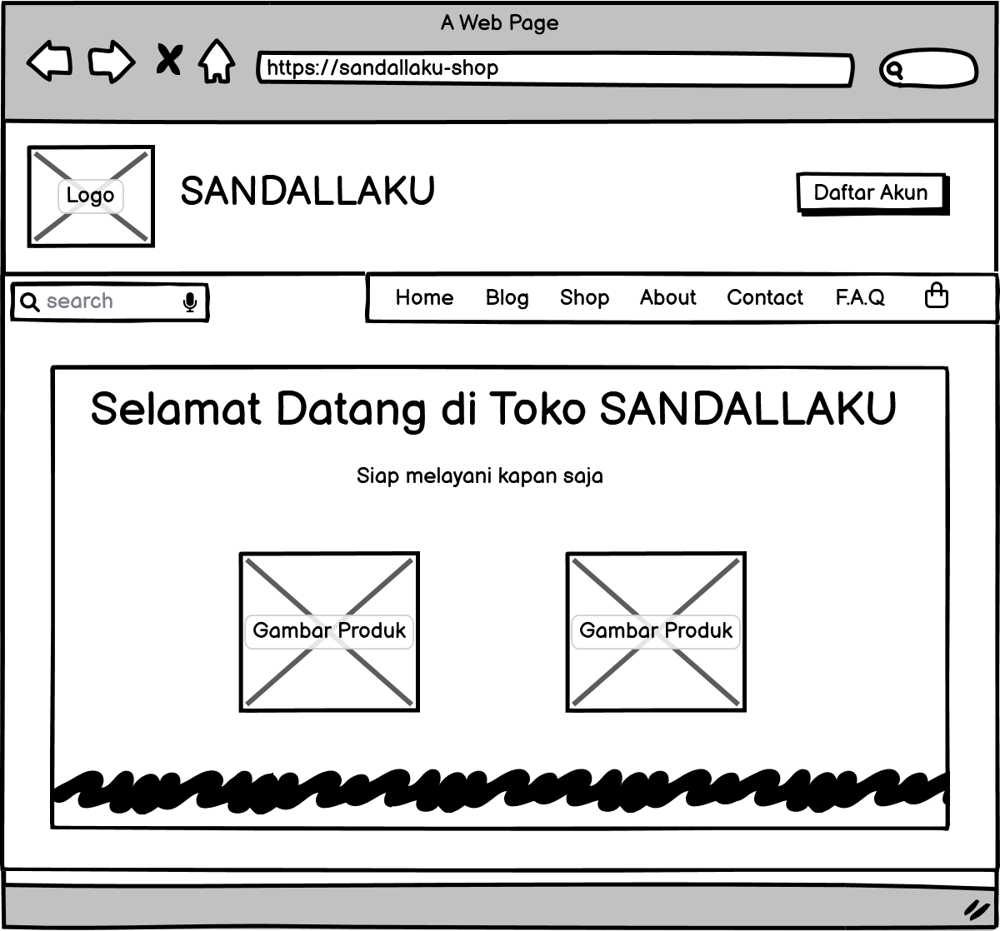 A Web Page
https://sandallaku-shop
Logo
SANDALLAKU
Daftar Akun
search
Home Blog Shop About Contact F.A.Q
Selamat Datang di Toko SANDALLAKU
Siap melayani kapan saja
Gambar Produk Gambar Produk